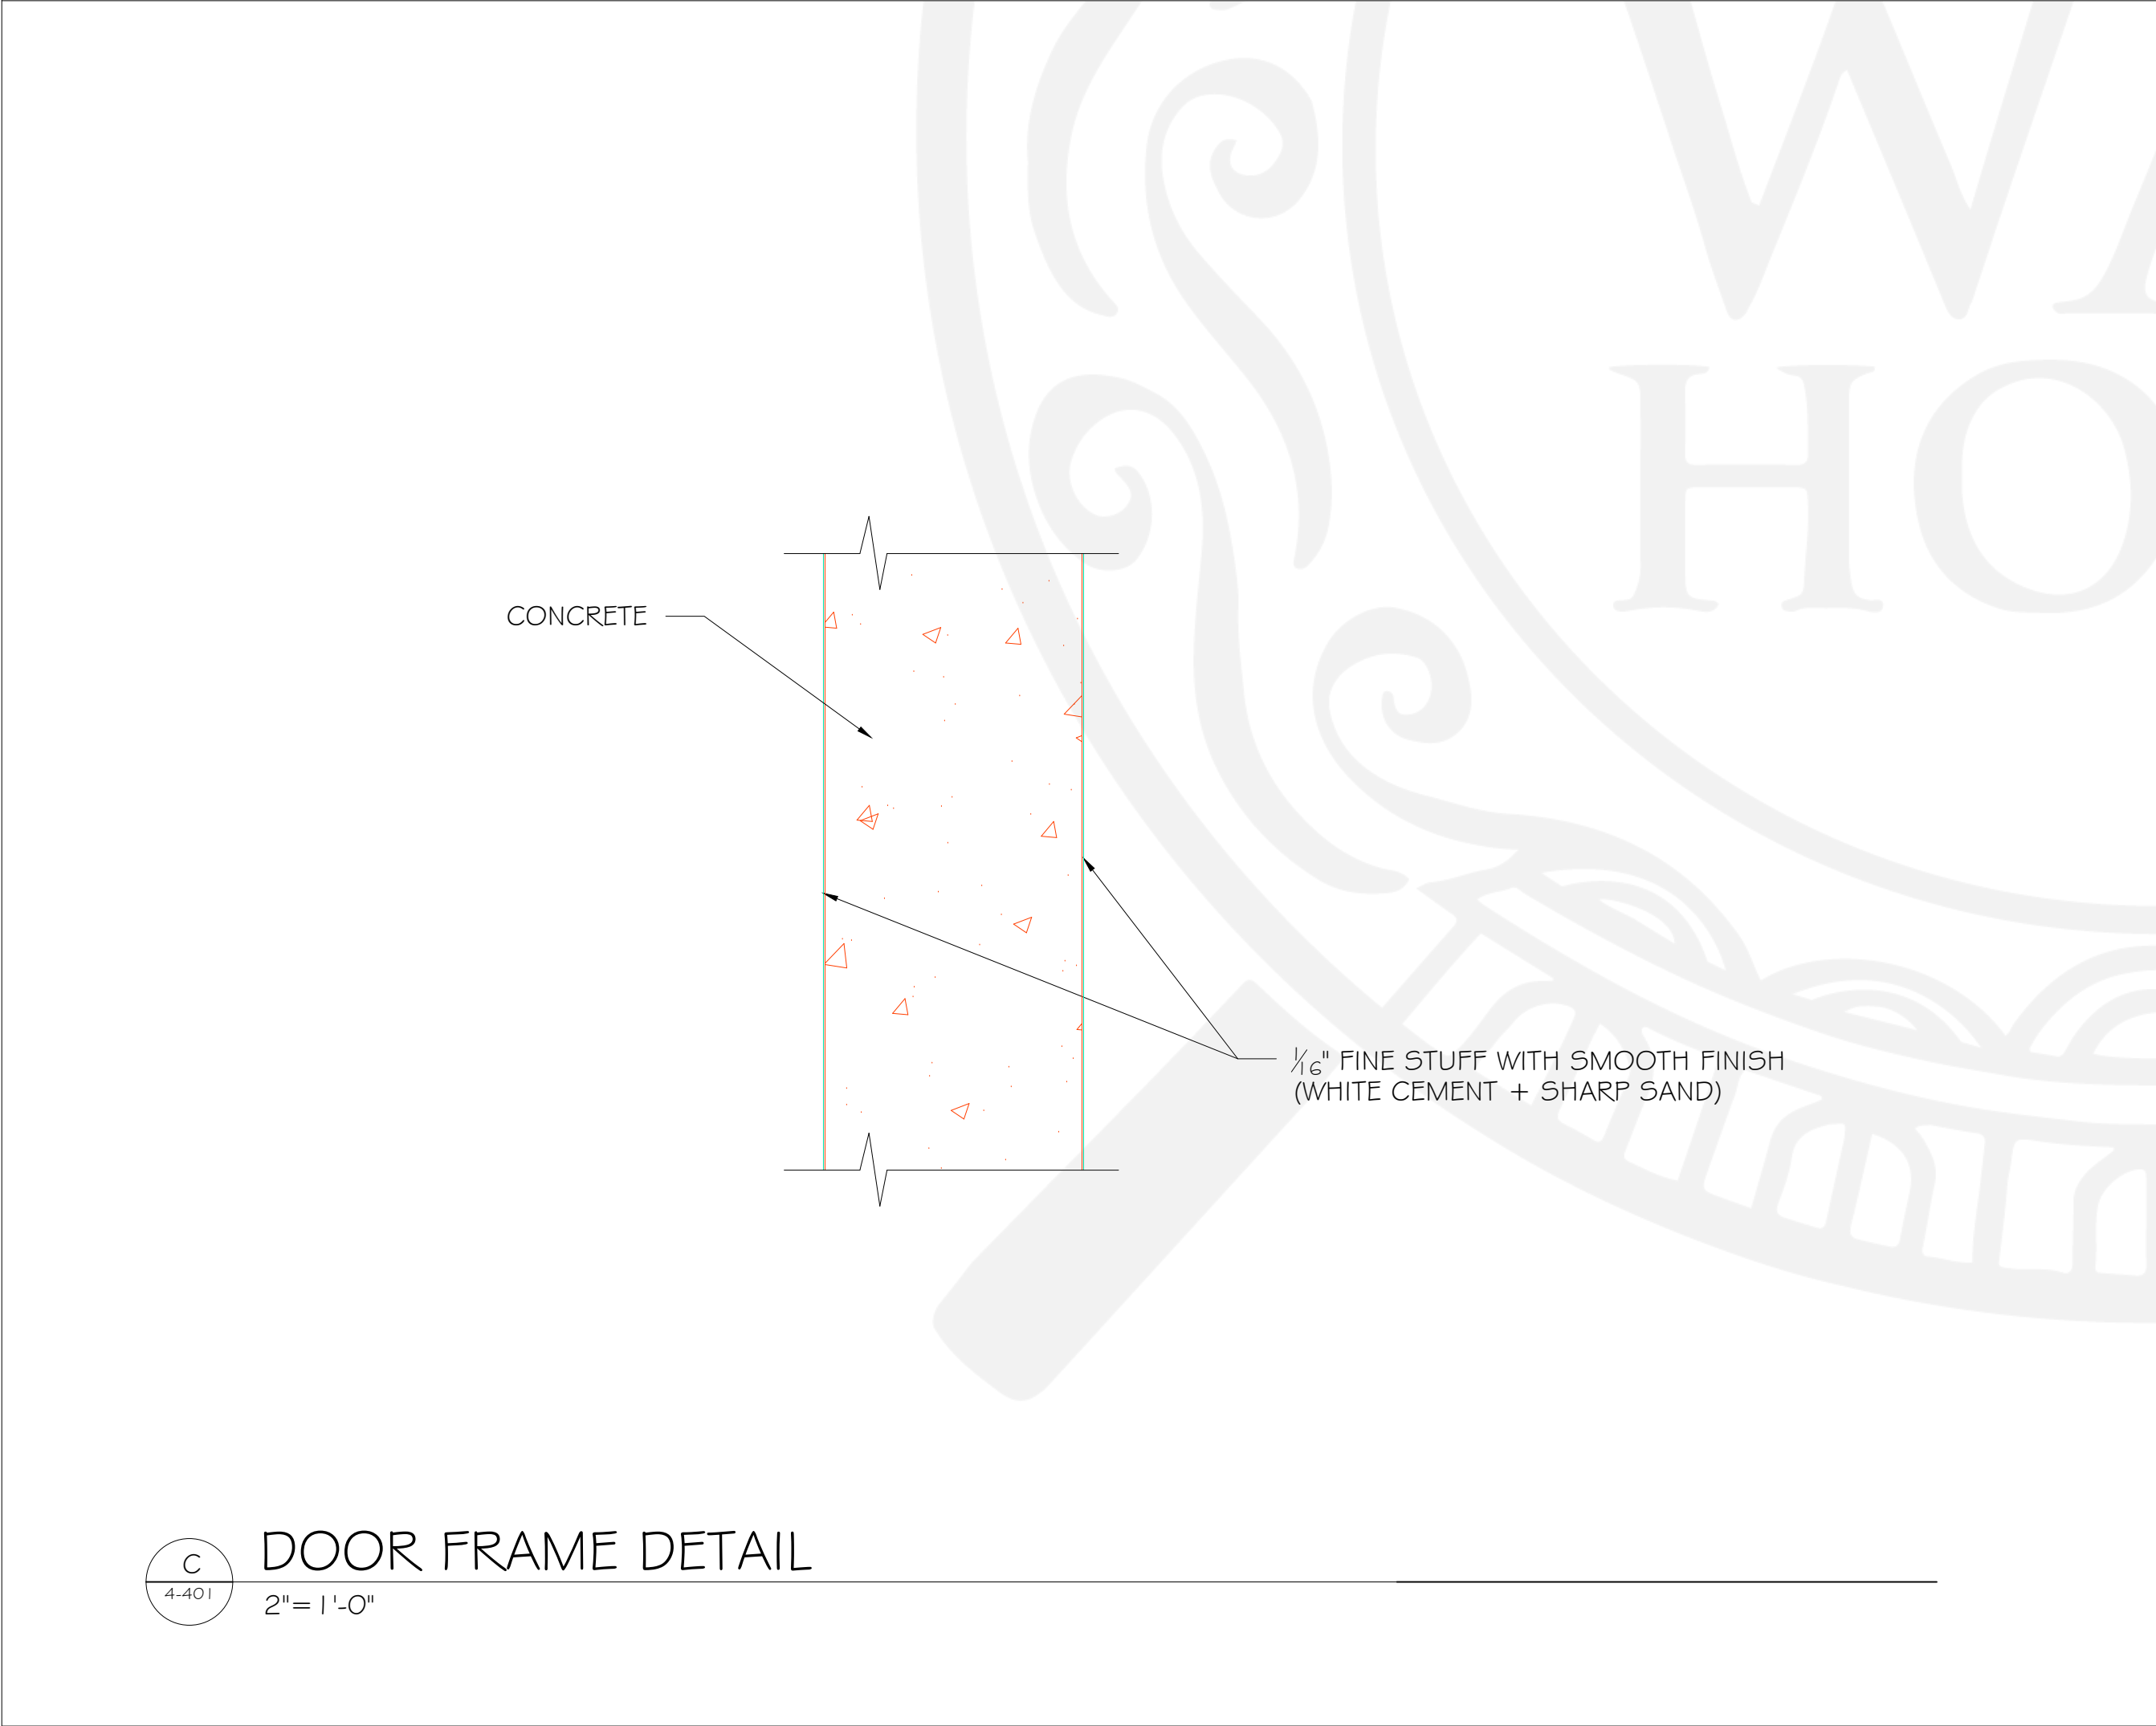 CONCRETE
1/16" FINE STUFF WITH SMOOTH FINISH
(WHITE CEMENT + SHARP SAND)
C
4-401
DOOR FRAME DETAIL
2"= 1'-0"
W
HO